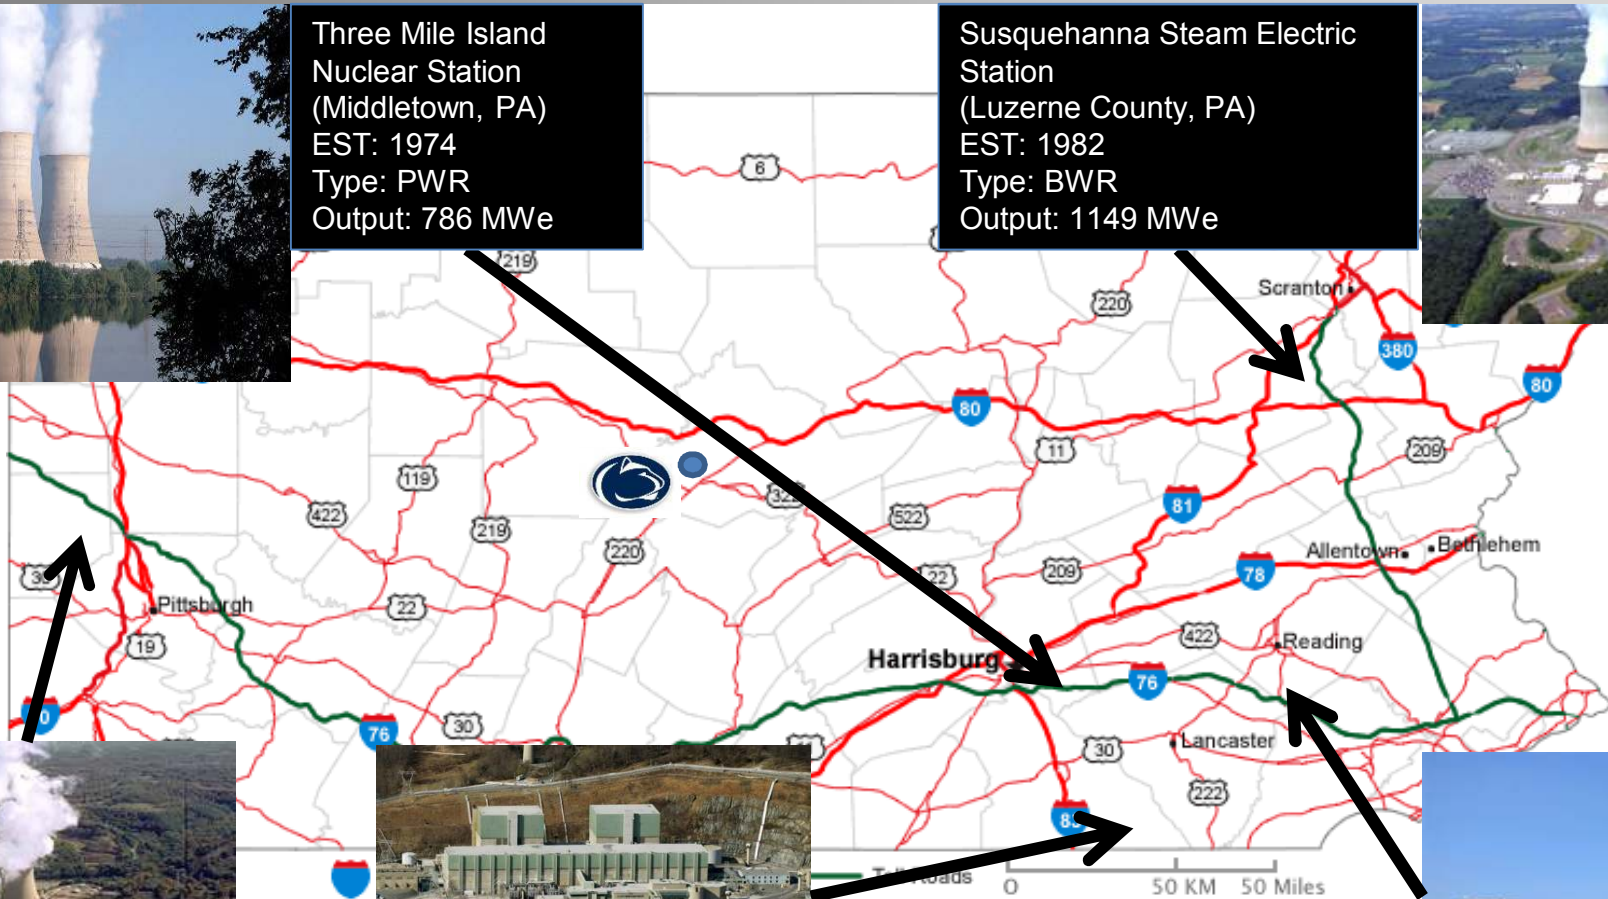 Three Mile Island
Nuclear Station
(Middletown, PA)
EST: 1974
Type: PWR
Output: 786 MWe
Susquehanna Steam Electric
Station
(Luzerne County, PA)
EST: 1982
Type: BWR
Output: 1149 MWe
6
219
220
Scranton
380
80
80
11
209
119
422
219
220
522
81
22
209
78
Allentown
Bethlehem
Pittsburgh
22
19
422
Reading
Harrisburg
76
76
30
30
Lancaster
222
Toll Roads
0
50 KM
50 Miles